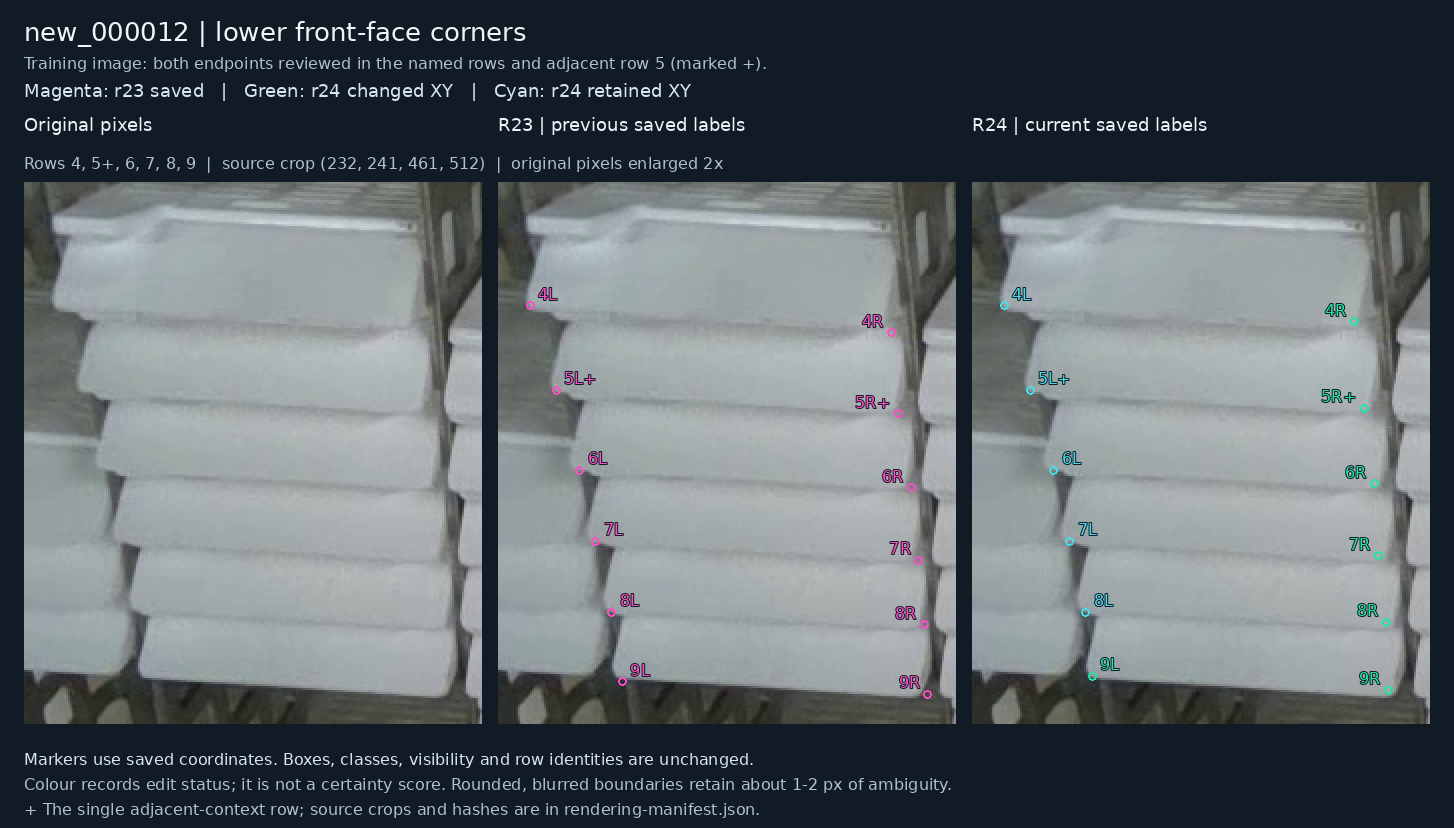 new_000012 | lower front-face corners
Training image: both endpoints reviewed in the named rows and adjacent row 5 (marked +).
Magenta: r23 saved | Green: r24 changed XY | Cyan: r24 retained XY
Original pixels
R23 | previous saved labels
R24 | current saved labels
Rows 4, 5+, 6, 7, 8, 9 | source crop (232, 241, 461, 512) | original pixels enlarged 2x
4L
4R
5L+
5R+
6L
6R
7L
7R
8L
8R
9L
9R
4L
4R
5L+
5R+
6L
6R
7L
7R
8L
8R
9L
9R
Markers use saved coordinates. Boxes, classes, visibility and row identities are unchanged.
Colour records edit status; it is not a certainty score. Rounded, blurred boundaries retain about 1-2 px of ambiguity.
+ The single adjacent-context row; source crops and hashes are in rendering-manifest.json.